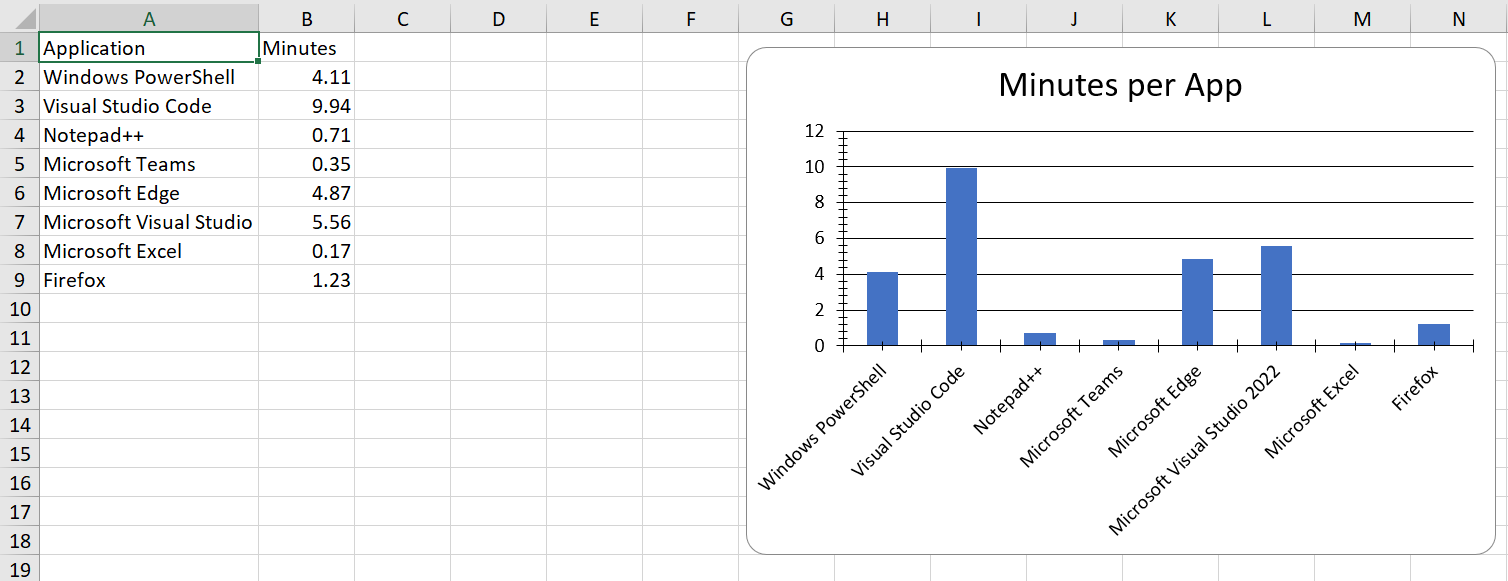 A B C D E F G H I J K L M N
1 Application Minutes
2 Windows PowerShell 4.11
3 Visual Studio Code 9.94
4 Notepad++ 0.71
5 Microsoft Teams 0.35
6 Microsoft Edge 4.87
7 Microsoft Visual Studio 5.56
8 Microsoft Excel 0.17
9 Firefox 1.23
10
11
12
13
14
15
16
17
18
19
Minutes per App
12
10
8
6
4
2
0
Windows PowerShell
Visual Studio Code
Notepad++
Microsoft Teams
Microsoft Edge
Microsoft Visual Studio 2022
Microsoft Excel
Firefox